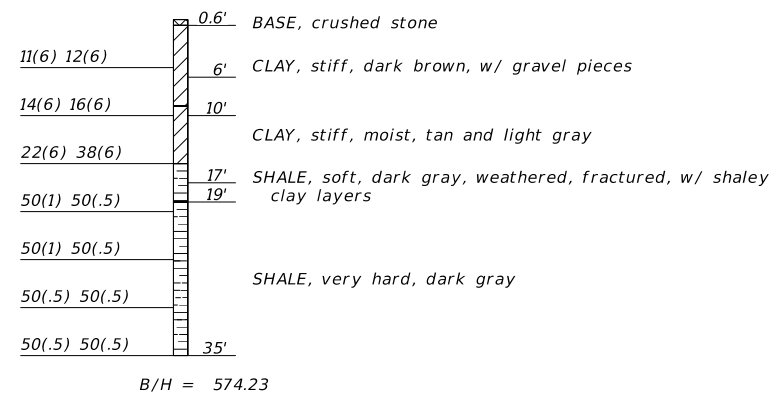 0.6' BASE, crushed stone
11(6) 12(6)
6' CLAY, stiff, dark brown, w/ gravel pieces
14(6) 16(6)
10'
CLAY, stiff, moist, tan and light gray
22(6) 38(6)
17' SHALE, soft, dark gray, weathered, fractured, w/ shaley
50(1) 50(.5)
19' clay layers
50(1) 50(.5)
SHALE, very hard, dark gray
50(.5) 50(.5)
50(.5) 50(.5)
35'
B/H = 574.23